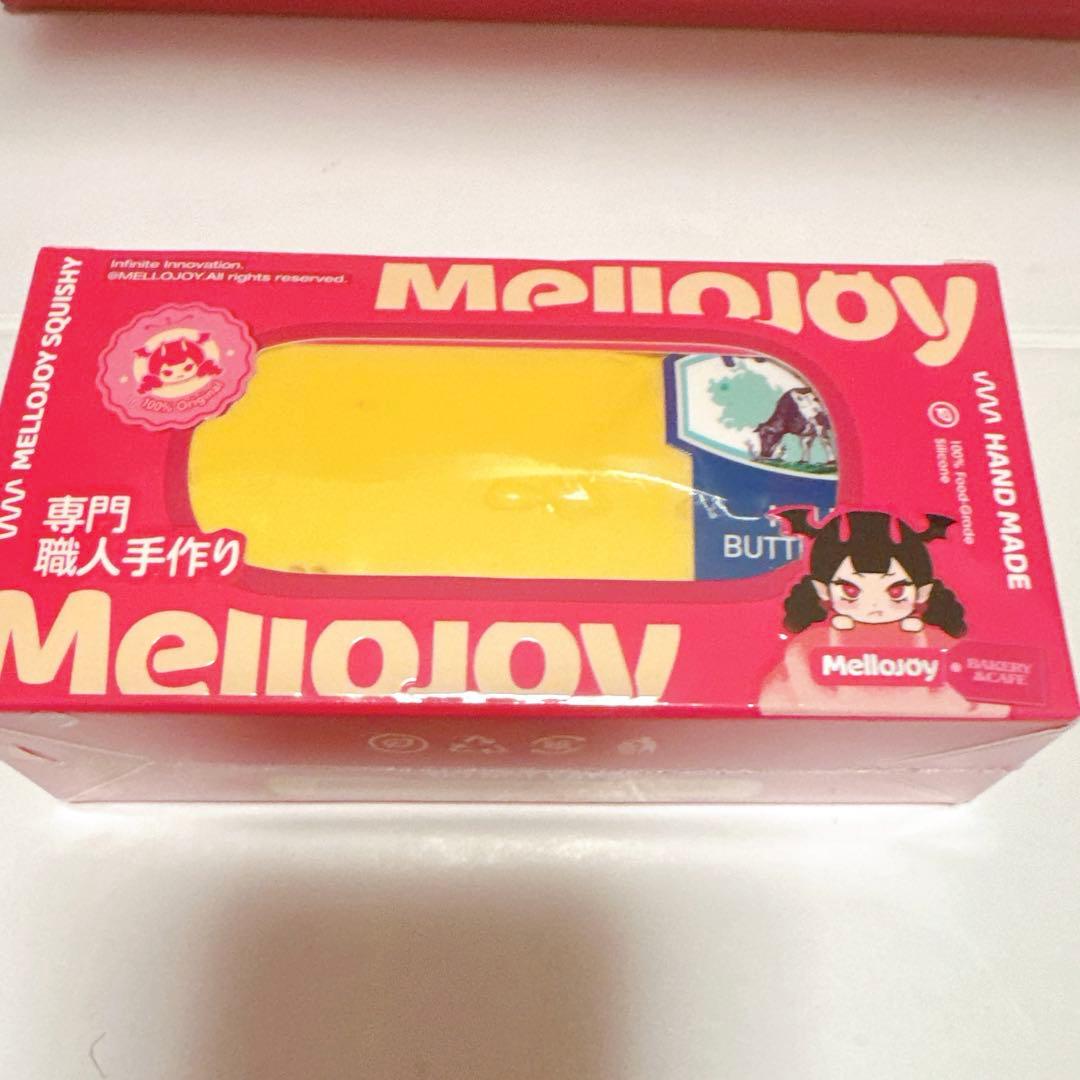 Infinite Innovation.
@MELLOJOY.All rights reserved.
Mellojoy
MELLOJOY SQUISHY
100% Original
HAND MADE
100% Food-Grade
Silicone
専門
職人手作り
BUTT
Mellojoy
Mellojoy
BAKERY
&CAFE